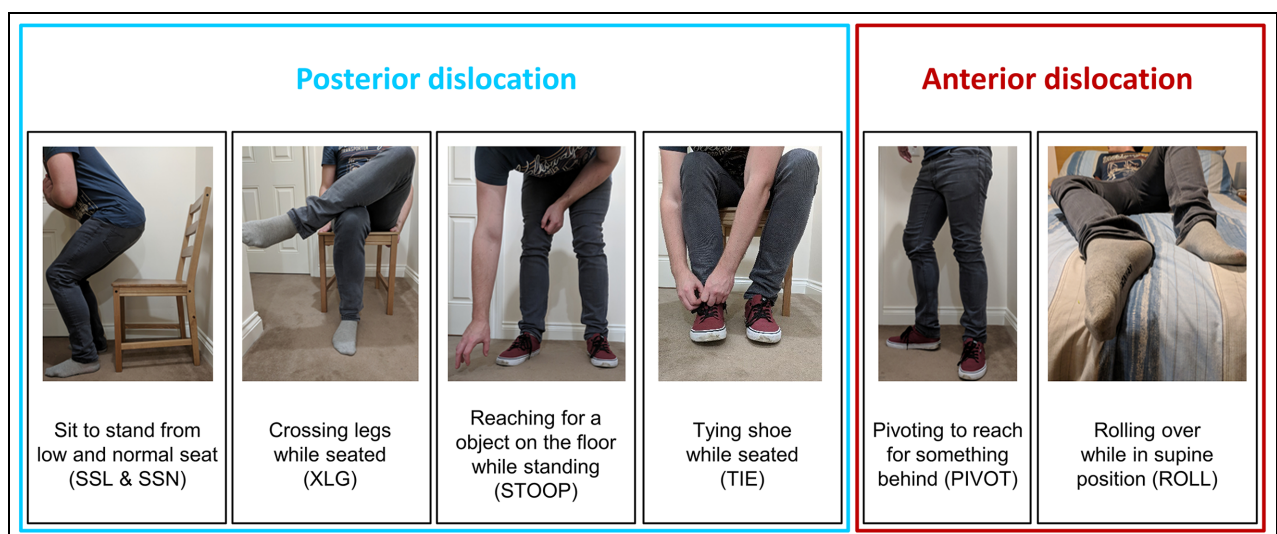 Posterior dislocation
Anterior dislocation
Sit to stand from
low and normal seat
(SSL & SSN)
Crossing legs
while seated
(XLG)
Reaching for a
object on the floor
while standing
(STOOP)
Tying shoe
while seated
(TIE)
Pivoting to reach
for something
behind (PIVOT)
Rolling over
while in supine
position (ROLL)